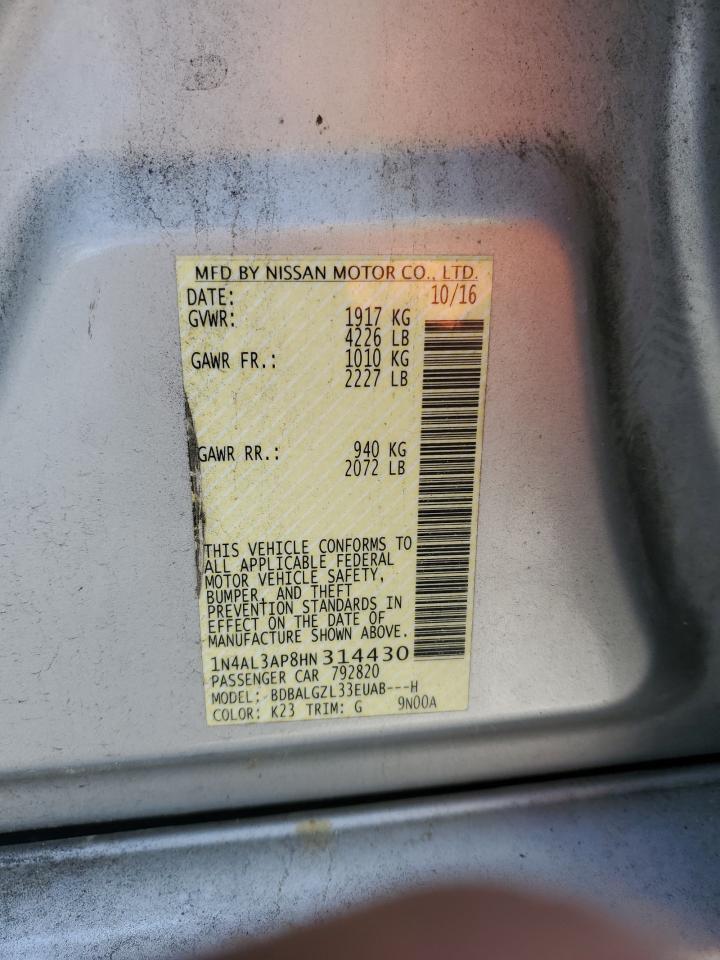 MFD BY NISSAN MOTOR CO., LTD.
DATE: 10/16
GVWR: 1917 KG
4226 LB
GAWR FR.: 1010 KG
2227 LB
GAWR RR.: 940 KG
2072 LB
THIS VEHICLE CONFORMS TO
ALL APPLICABLE FEDERAL
MOTOR VEHICLE SAFETY,
BUMPER, AND THEFT
PREVENTION STANDARDS IN
EFFECT ON THE DATE OF
MANUFACTURE SHOWN ABOVE.
1N4AL3AP8HN314430
PASSENGER CAR 792820
MODEL: BDBALGZL33EUAB---H
COLOR: K23 TRIM: G 9N00A